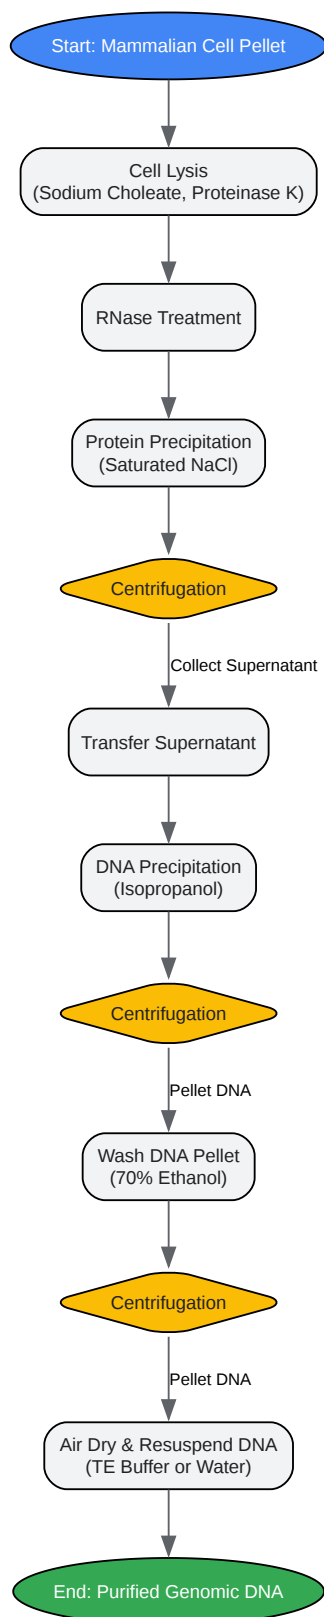 Start: Mammalian Cell Pellet
Cell Lysis
(Sodium Choleate, Proteinase K)
RNase Treatment
Protein Precipitation
(Saturated NaCl)
Centrifugation
Collect Supernatant
Transfer Supernatant
DNA Precipitation
(Isopropanol)
Centrifugation
Pellet DNA
Wash DNA Pellet
(70% Ethanol)
Centrifugation
Pellet DNA
Air Dry & Resuspend DNA
(TE Buffer or Water)
End: Purified Genomic DNA